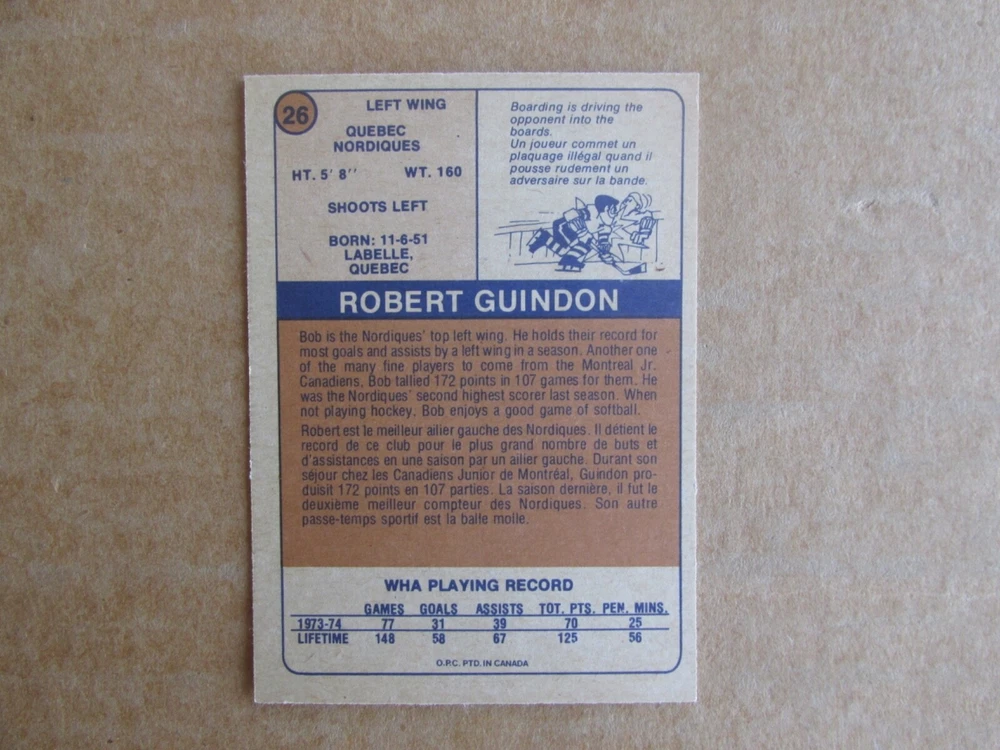 26
LEFT WING
QUEBEC
NORDIQUES
HT. 5' 8'' WT. 160
SHOOTS LEFT
BORN: 11-6-51
LABELLE,
QUEBEC
Boarding is driving the
opponent into the
boards.
Un joueur commet un
plaquage illégal quand il
pousse rudement un
adversaire sur la bande.
ROBERT GUINDON
Bob is the Nordiques' top left wing. He holds their record for
most goals and assists by a left wing in a season. Another one
of the many fine players to come from the Montreal Jr.
Canadiens, Bob tallied 172 points in 107 games for them. He
was the Nordiques' second highest scorer last season. When
not playing hockey, Bob enjoys a good game of softball.
Robert est le meilleur ailier gauche des Nordiques. Il détient le
record de ce club pour le plus grand nombre de buts et
d'assistances en une saison par un ailier gauche. Durant son
séjour chez les Canadiens Junior de Montréal, Guindon pro-
duisit 172 points en 107 parties. La saison dernière, il fut le
deuxième meilleur compteur des Nordiques. Son autre
passe-temps sportif est la balle molle.
WHA PLAYING RECORD
GAMES GOALS ASSISTS TOT. PTS. PEN. MINS.
1973-74 77 31 39 70 25
LIFETIME 148 58 67 125 56
O.P.C. PTD. IN CANADA